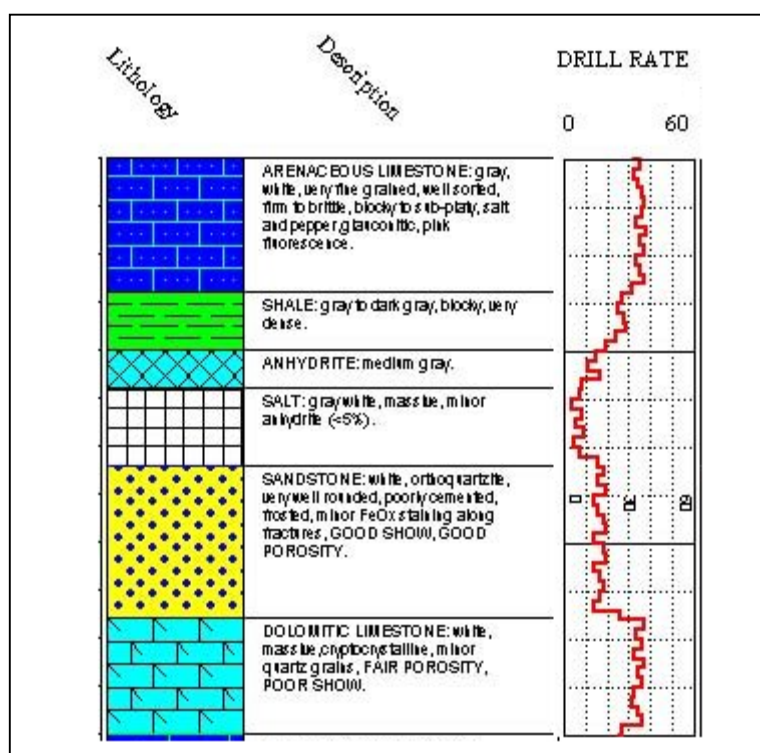 Lithology
Description
DRILL RATE
0 60
ARENACEOUS LIMESTONE: gray,
white, very fine grained, well sorted,
firm to brittle, blocky to sub-platy, salt
and pepper, glauconitic, pink
fluorescence.
SHALE: gray to dark gray, blocky, very
dense.
ANHYDRITE: medium gray.
SALT: gray white, massive, minor
anhydrite (<5%).
SANDSTONE: white, orthoquartzite,
very well rounded, poorly cemented,
frosted, minor FeOx staining along
fractures, GOOD SHOW, GOOD
POROSITY.
DOLOMITIC LIMESTONE: white,
massive, cryptocrystalline, minor
quartz grains, FAIR POROSITY,
POOR SHOW.